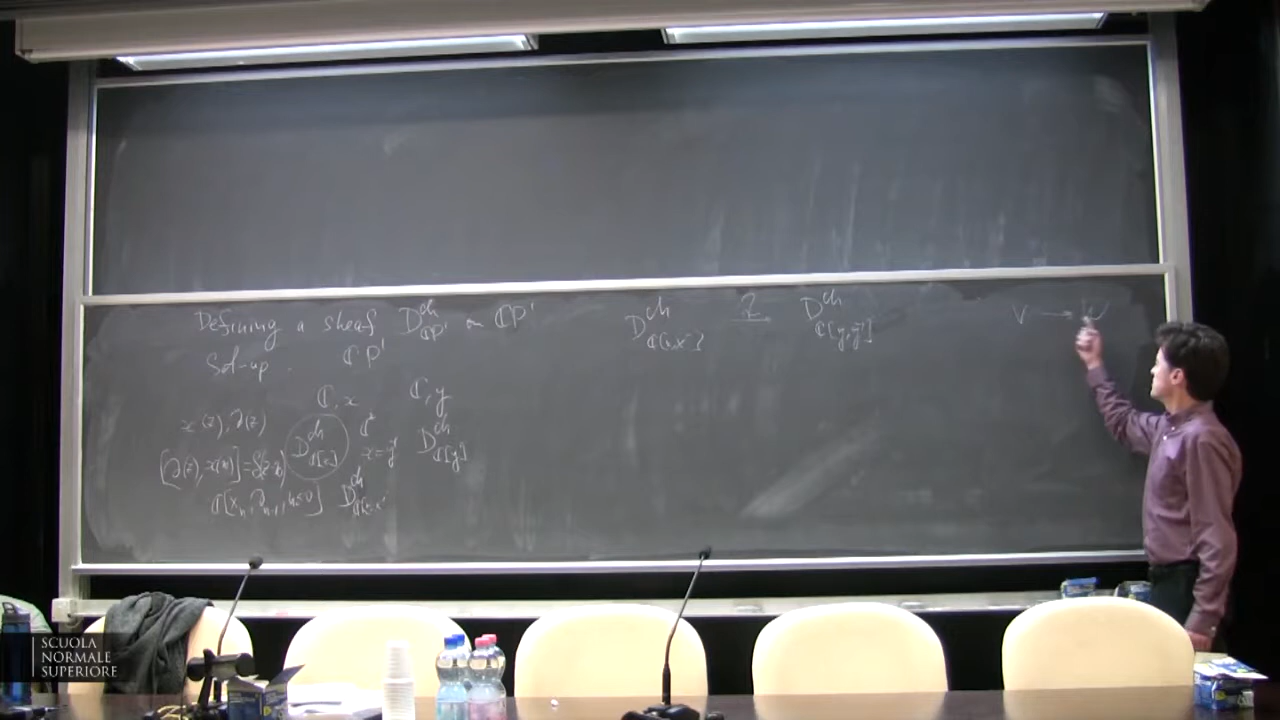 Defining a sheaf D^{ch}_{ℂP^1} on ℂP^1
Set-up. ℂP^1
ℂ, x ℂ, y
x(z), ∂(z)
D^{ch}_{ℂ[x]} ℂ^* D^{ch}_{ℂ[y]}
x = y^{-1}
[∂(z), x(w)] = δ(z-w)
ℂ[x_n, ∂_{n-1}, n≤0] D^{ch}
D^{ch}_{ℂ[x,x^{-1}]} → D^{ch}_{ℂ[y,y^{-1}]}
V → W
SCUOLA
NORMALE
SUPERIORE